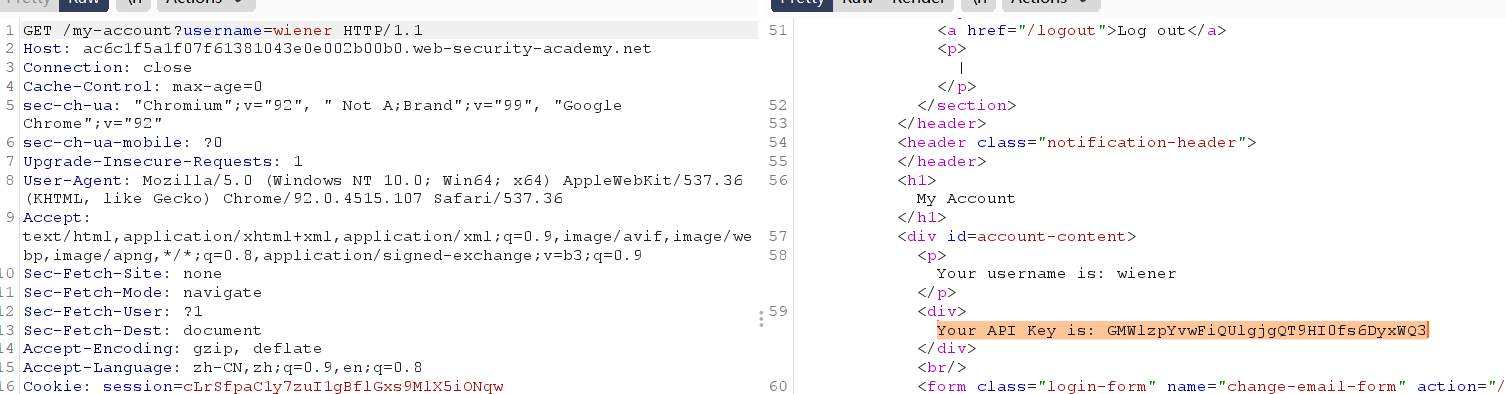 Pretty Raw \n Actions
1 GET /my-account?username=wiener HTTP/1.1
2 Host: ac6c1f5a1f07f61381043e0e002b00b0.web-security-academy.net
3 Connection: close
4 Cache-Control: max-age=0
5 sec-ch-ua: "Chromium";v="92", " Not A;Brand";v="99", "Google
Chrome";v="92"
6 sec-ch-ua-mobile: ?0
7 Upgrade-Insecure-Requests: 1
8 User-Agent: Mozilla/5.0 (Windows NT 10.0; Win64; x64) AppleWebKit/537.36
(KHTML, like Gecko) Chrome/92.0.4515.107 Safari/537.36
9 Accept:
text/html,application/xhtml+xml,application/xml;q=0.9,image/avif,image/we
bp,image/apng,*/*;q=0.8,application/signed-exchange;v=b3;q=0.9
10 Sec-Fetch-Site: none
11 Sec-Fetch-Mode: navigate
12 Sec-Fetch-User: ?1
13 Sec-Fetch-Dest: document
14 Accept-Encoding: gzip, deflate
15 Accept-Language: zh-CN,zh;q=0.9,en;q=0.8
16 Cookie: session=cLrSfpaC1y7zuI1gBflGxs9MlX5iONqw
Pretty Raw Render \n Actions
51 <a href="/logout">Log out</a>
<p>
|
</p>
52 </section>
53 </header>
54 <header class="notification-header">
55 </header>
56 <h1>
My Account
</h1>
57 <div id=account-content>
58 <p>
Your username is: wiener
</p>
59 <div>
Your API Key is: GMWlzpYvwFiQUlgjgQT9HI0fs6DyxWQ3
</div>
<br/>
60 <form class="login-form" name="change-email-form" action="/